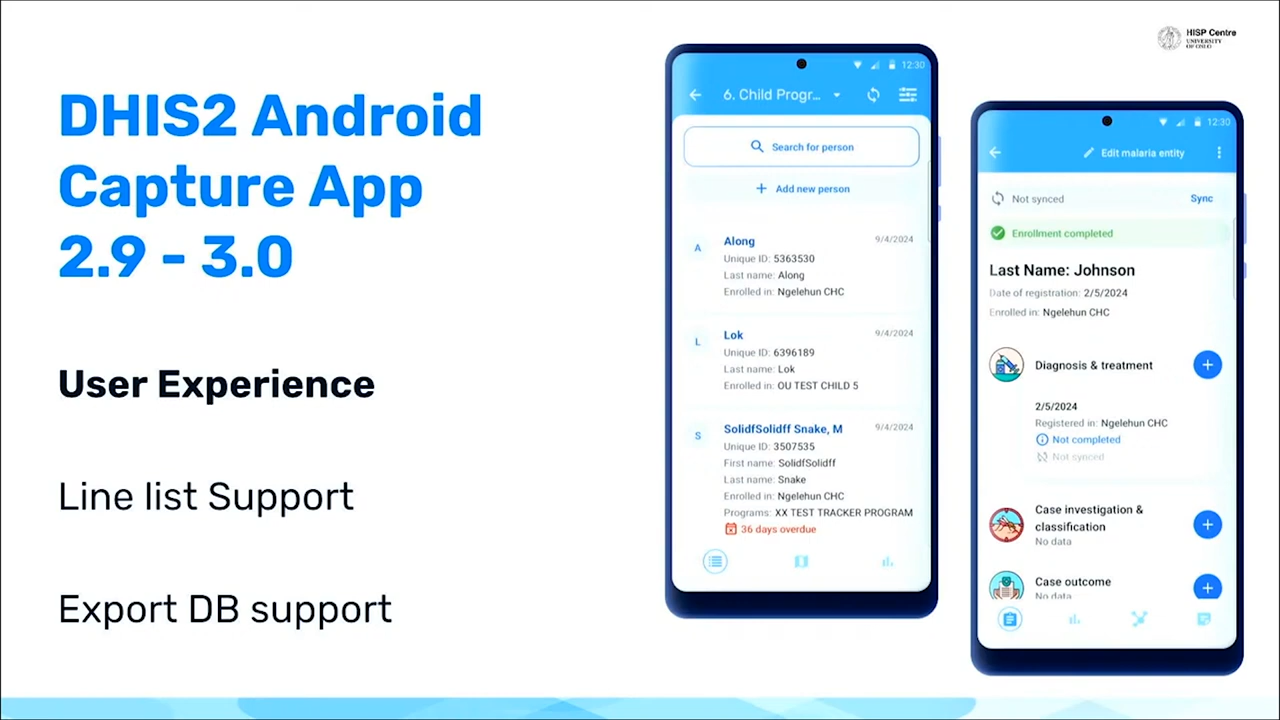 HISP Centre
UNIVERSITY
OF OSLO
DHIS2 Android
Capture App
2.9 - 3.0
User Experience
Line list Support
Export DB support
12:30
6. Child Progr...
Search for person
Add new person
A
Along
9/4/2024
Unique ID: 5363530
Last name: Along
Enrolled in: Ngelehun CHC
L
Lok
9/4/2024
Unique ID: 6396189
Last name: Lok
Enrolled in: OU TEST CHILD 5
S
SolidfSolidff Snake, M
9/4/2024
Unique ID: 3507535
First name: SolidfSolidff
Last name: Snake
Enrolled in: Ngelehun CHC
Programs: XX TEST TRACKER PROGRAM
36 days overdue
12:30
Edit malaria entity
Not synced
Sync
Enrollment completed
Last Name: Johnson
Date of registration: 2/5/2024
Enrolled in: Ngelehun CHC
Diagnosis & treatment
2/5/2024
Registered in: Ngelehun CHC
Not completed
Not synced
Case investigation &
classification
No data
Case outcome
No data